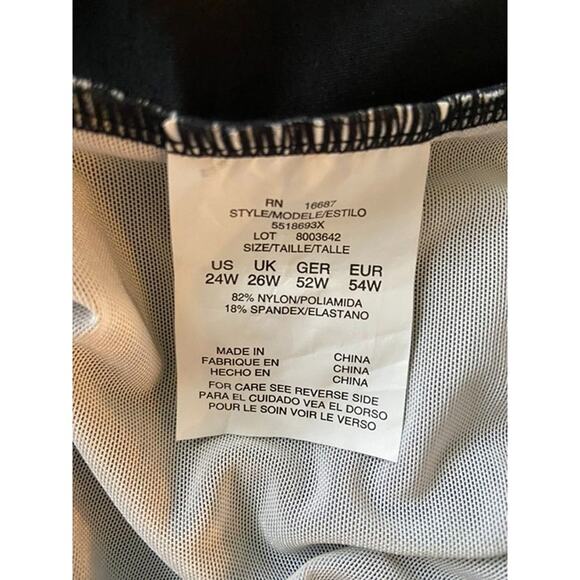 RN 16687
STYLE/MODELE/ESTILO
5518693X
LOT 8003642
SIZE/TAILLE/TALLE
US UK GER EUR
24W 26W 52W 54W
82% NYLON/POLIAMIDA
18% SPANDEX/ELASTANO
MADE IN CHINA
FABRIQUE EN CHINA
HECHO EN CHINA
FOR CARE SEE REVERSE SIDE
PARA EL CUIDADO VEA EL DORSO
POUR LE SOIN VOIR LE VERSO